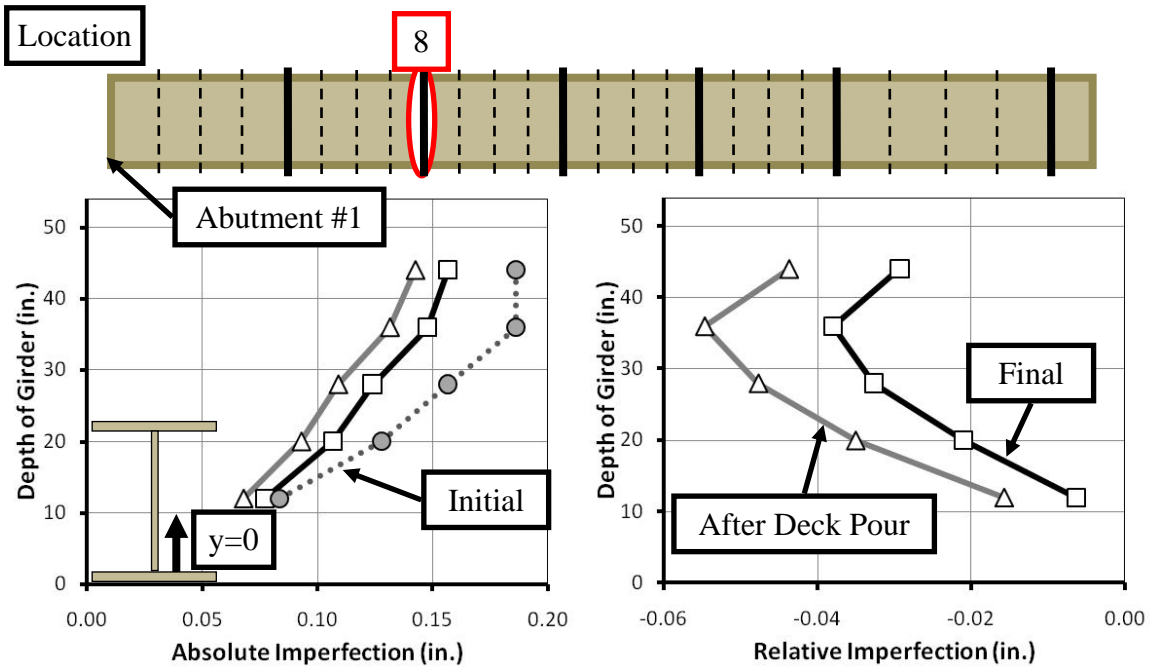 Location
8
Abutment #1
50
40
30
20
10
0
Depth of Girder (in.)
y=0
Initial
0.00
0.05
0.10
0.15
0.20
Absolute Imperfection (in.)
50
40
30
20
10
0
Depth of Girder (in.)
Final
After Deck Pour
-0.06
-0.04
-0.02
0.00
Relative Imperfection (in.)